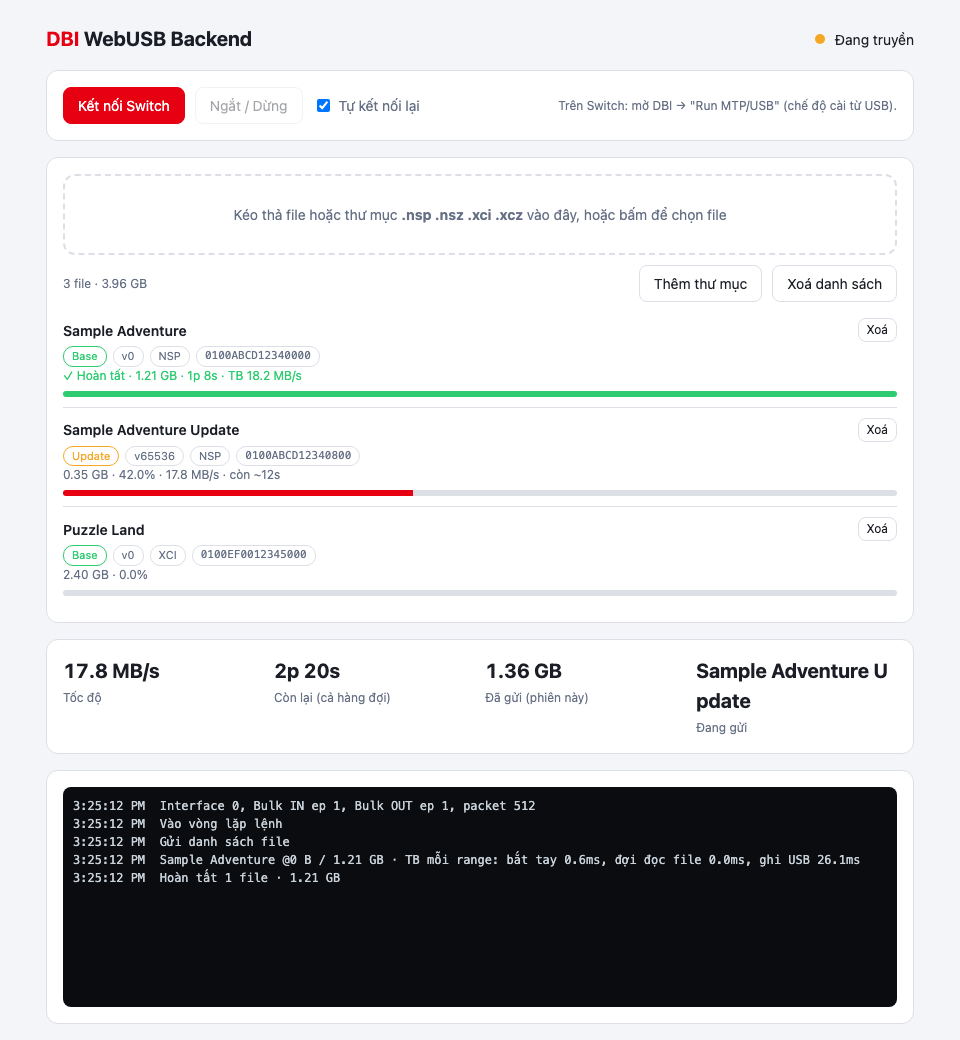 DBI WebUSB Backend
Đang truyền
Kết nối Switch
Ngắt / Dừng
Tự kết nối lại
Trên Switch: mở DBI → "Run MTP/USB" (chế độ cài từ USB).
Kéo thả file hoặc thư mục .nsp .nsz .xci .xcz vào đây, hoặc bấm để chọn file
3 file · 3.96 GB
Thêm thư mục
Xoá danh sách
Sample Adventure
Xoá
Base
v0
NSP
0100ABCD12340000
✓ Hoàn tất · 1.21 GB · 1p 8s · TB 18.2 MB/s
Sample Adventure Update
Xoá
Update
v65536
NSP
0100ABCD12340800
0.35 GB · 42.0% · 17.8 MB/s · còn ~12s
Puzzle Land
Xoá
Base
v0
XCI
0100EF0012345000
2.40 GB · 0.0%
17.8 MB/s
Tốc độ
2p 20s
Còn lại (cả hàng đợi)
1.36 GB
Đã gửi (phiên này)
Sample Adventure U
pdate
Đang gửi
3:25:12 PM  Interface 0, Bulk IN ep 1, Bulk OUT ep 1, packet 512
3:25:12 PM  Vào vòng lặp lệnh
3:25:12 PM  Gửi danh sách file
3:25:12 PM  Sample Adventure @0 B / 1.21 GB · TB mỗi range: bắt tay 0.6ms, đợi đọc file 0.0ms, ghi USB 26.1ms
3:25:12 PM  Hoàn tất 1 file · 1.21 GB